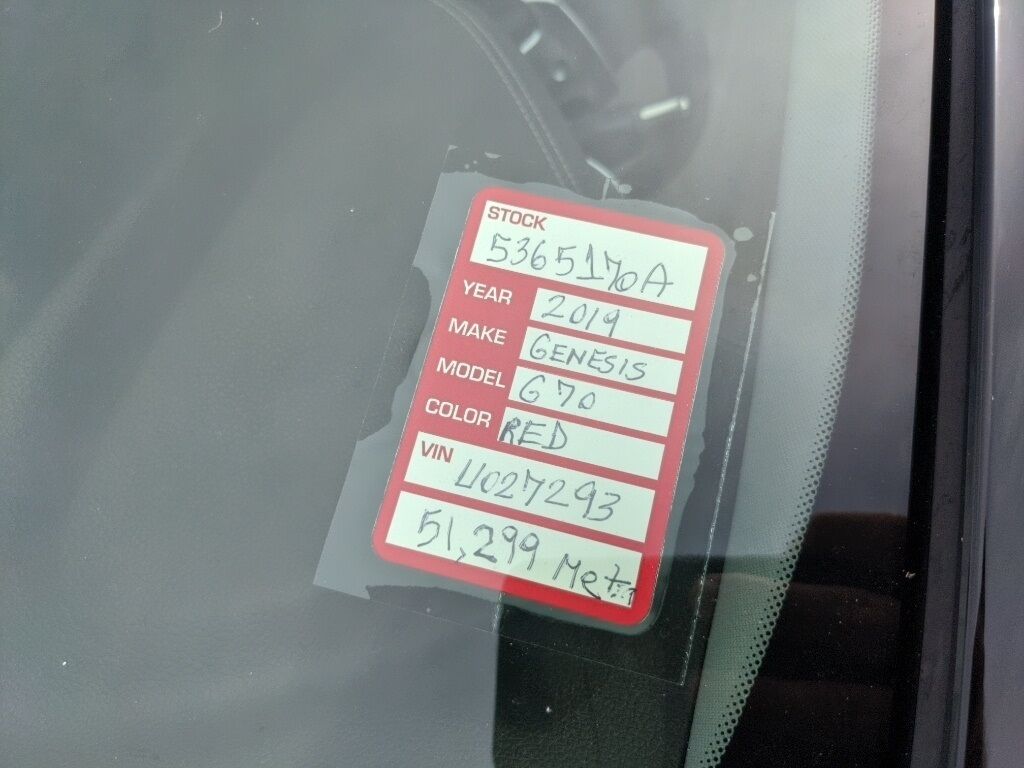 STOCK
5365170A
YEAR 2019
MAKE GENESIS
MODEL G70
COLOR RED
VIN
U027293
51,299